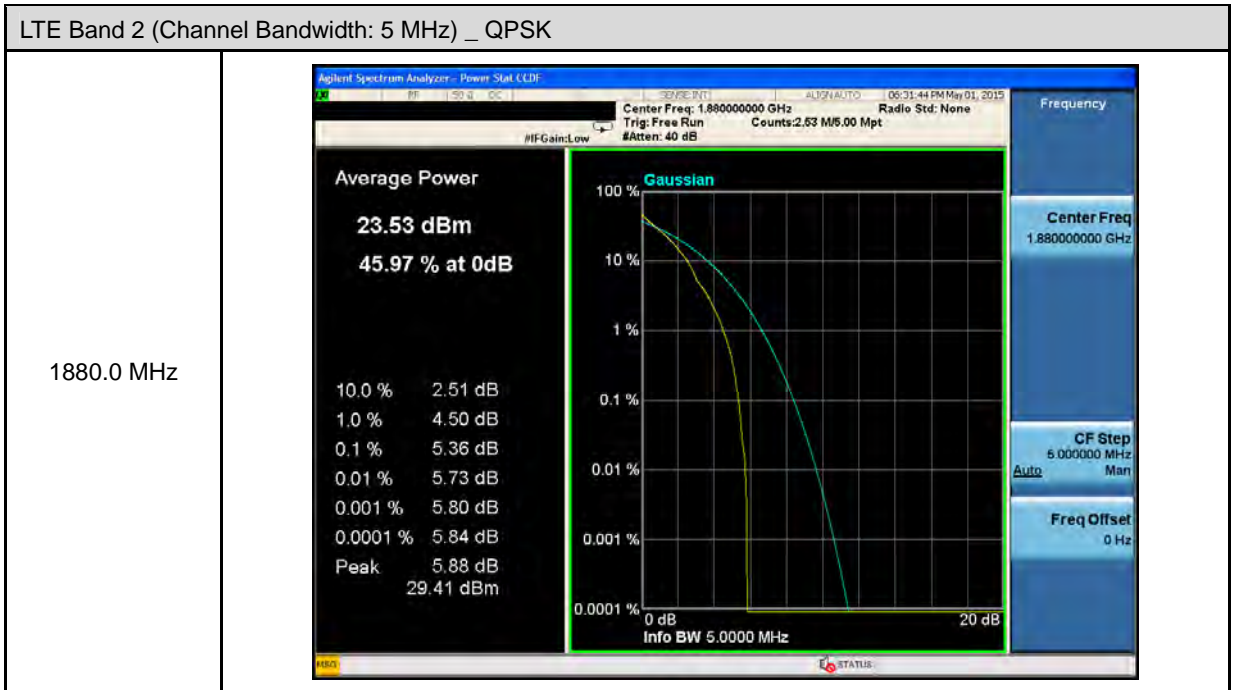 LTE Band 2 (Channel Bandwidth: 5 MHz) _ QPSK
1880.0 MHz
Agilent Spectrum Analyzer - Power Stat CCDF
RF 50 Ω DC SENSE:INT ALIGN AUTO 06:31:44 PM May 01, 2015
Center Freq: 1.880000000 GHz Radio Std: None
Trig: Free Run Counts:2.53 M/5.00 Mpt
#IFGain:Low #Atten: 40 dB
Average Power
23.53 dBm
45.97 % at 0dB
10.0 % 2.51 dB
1.0 % 4.50 dB
0.1 % 5.36 dB
0.01 % 5.73 dB
0.001 % 5.80 dB
0.0001 % 5.84 dB
Peak 5.88 dB
29.41 dBm
Gaussian
100 %
10 %
1 %
0.1 %
0.01 %
0.001 %
0.0001 %
0 dB 20 dB
Info BW 5.0000 MHz
Frequency
Center Freq
1.880000000 GHz
CF Step
5.000000 MHz
Auto Man
Freq Offset
0 Hz
MSG STATUS